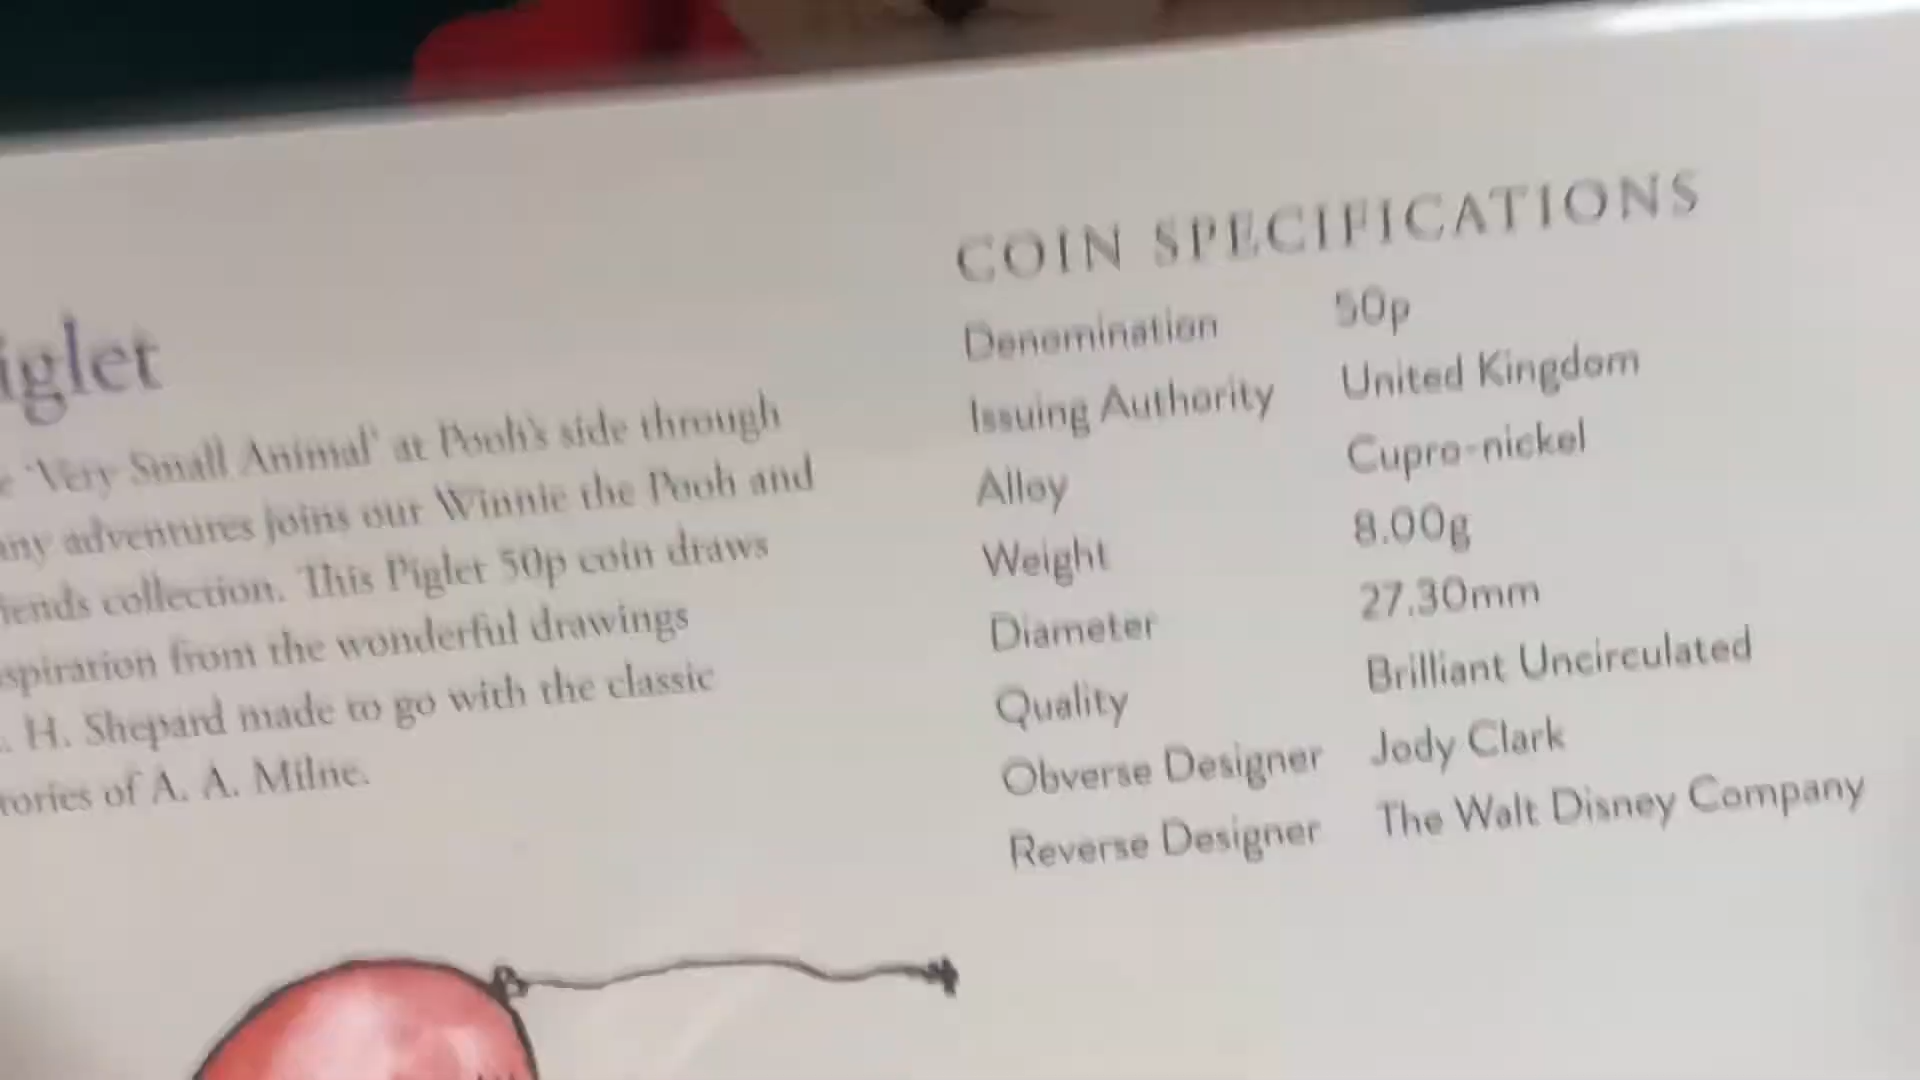 iglet
e 'Very Small Animal' at Pooh's side through
any adventures joins our Winnie the Pooh and
iends collection. This Piglet 50p coin draws
spiration from the wonderful drawings
. H. Shepard made to go with the classic
tories of A. A. Milne.
COIN SPECIFICATIONS
Denomination 50p
Issuing Authority United Kingdom
Alloy Cupro-nickel
Weight 8.00g
Diameter 27.30mm
Quality Brilliant Uncirculated
Obverse Designer Jody Clark
Reverse Designer The Walt Disney Company